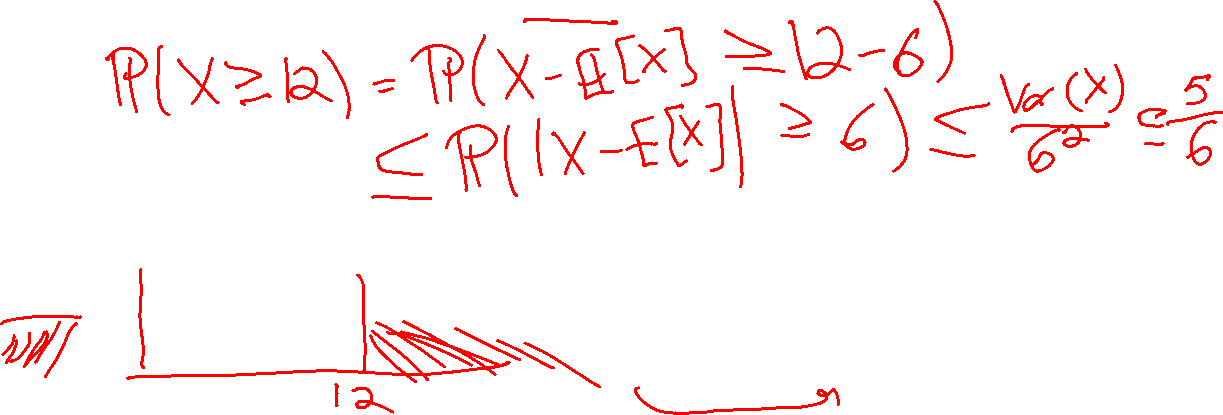 ℙ(X ≥ 12) = ℙ(X - E[X] ≥ 12 - 6)
≤ ℙ(|X - E[X]| ≥ 6) ≤ Var(X)/6² = 5/6
12